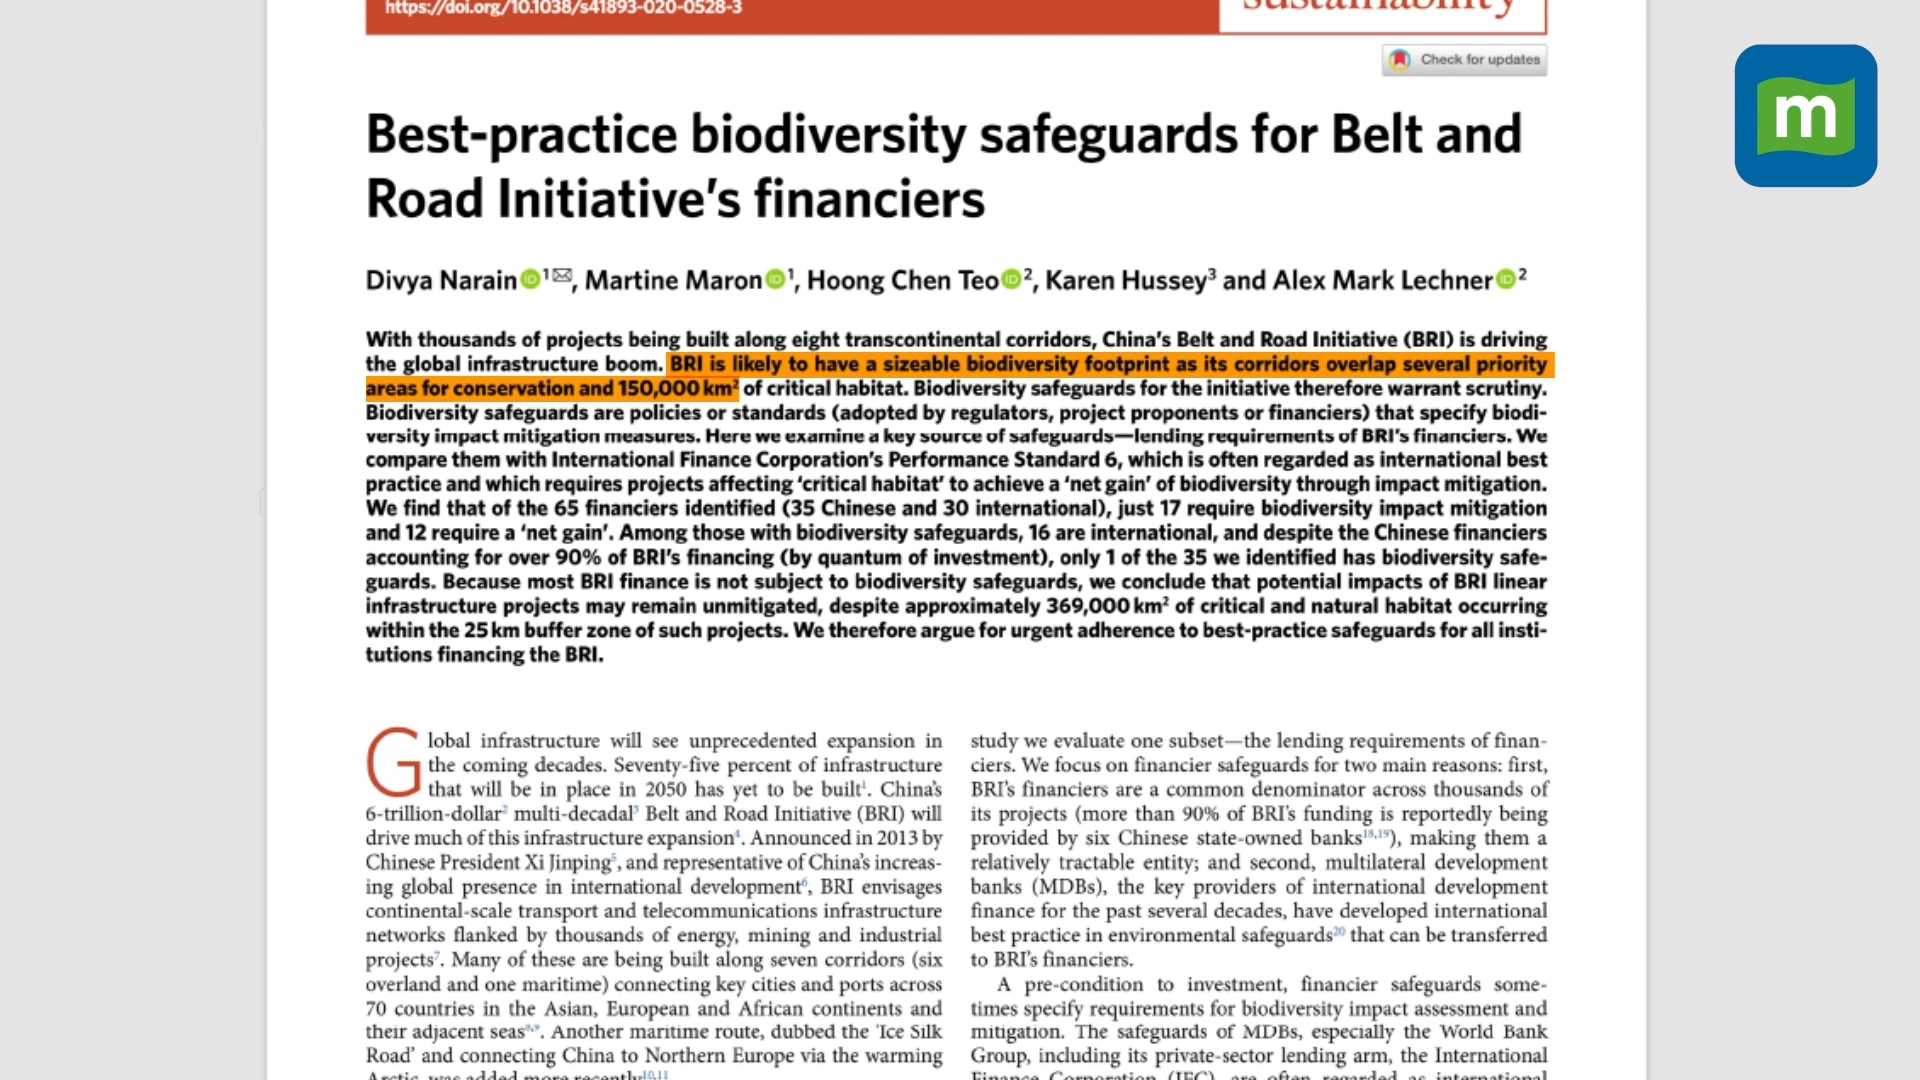 https://doi.org/10.1038/s41893-020-0528-3
sustainability
Check for updates
m
Best-practice biodiversity safeguards for Belt and
Road Initiative’s financiers
Divya Narain 1✉, Martine Maron 1, Hoong Chen Teo 2, Karen Hussey3 and Alex Mark Lechner 2
With thousands of projects being built along eight transcontinental corridors, China’s Belt and Road Initiative (BRI) is driving
the global infrastructure boom. BRI is likely to have a sizeable biodiversity footprint as its corridors overlap several priority
areas for conservation and 150,000 km² of critical habitat. Biodiversity safeguards for the initiative therefore warrant scrutiny.
Biodiversity safeguards are policies or standards (adopted by regulators, project proponents or financiers) that specify biodi-
versity impact mitigation measures. Here we examine a key source of safeguards—lending requirements of BRI’s financiers. We
compare them with International Finance Corporation’s Performance Standard 6, which is often regarded as international best
practice and which requires projects affecting ‘critical habitat’ to achieve a ‘net gain’ of biodiversity through impact mitigation.
We find that of the 65 financiers identified (35 Chinese and 30 international), just 17 require biodiversity impact mitigation
and 12 require a ‘net gain’. Among those with biodiversity safeguards, 16 are international, and despite the Chinese financiers
accounting for over 90% of BRI’s financing (by quantum of investment), only 1 of the 35 we identified has biodiversity safe-
guards. Because most BRI finance is not subject to biodiversity safeguards, we conclude that potential impacts of BRI linear
infrastructure projects may remain unmitigated, despite approximately 369,000 km² of critical and natural habitat occurring
within the 25 km buffer zone of such projects. We therefore argue for urgent adherence to best-practice safeguards for all insti-
tutions financing the BRI.
Global infrastructure will see unprecedented expansion in
the coming decades. Seventy-five percent of infrastructure
that will be in place in 2050 has yet to be built1. China’s
6-trillion-dollar2 multi-decadal3 Belt and Road Initiative (BRI) will
drive much of this infrastructure expansion4. Announced in 2013 by
Chinese President Xi Jinping5, and representative of China’s increas-
ing global presence in international development6, BRI envisages
continental-scale transport and telecommunications infrastructure
networks flanked by thousands of energy, mining and industrial
projects7. Many of these are being built along seven corridors (six
overland and one maritime) connecting key cities and ports across
70 countries in the Asian, European and African continents and
their adjacent seas8,9. Another maritime route, dubbed the ‘Ice Silk
Road’ and connecting China to Northern Europe via the warming
Arctic, was added more recently10,11
study we evaluate one subset—the lending requirements of finan-
ciers. We focus on financier safeguards for two main reasons: first,
BRI’s financiers are a common denominator across thousands of
its projects (more than 90% of BRI’s funding is reportedly being
provided by six Chinese state-owned banks18,19), making them a
relatively tractable entity; and second, multilateral development
banks (MDBs), the key providers of international development
finance for the past several decades, have developed international
best practice in environmental safeguards20 that can be transferred
to BRI’s financiers.
A pre-condition to investment, financier safeguards some-
times specify requirements for biodiversity impact assessment and
mitigation. The safeguards of MDBs, especially the World Bank
Group, including its private-sector lending arm, the International
Finance Corporation (IFC), are often regarded as international